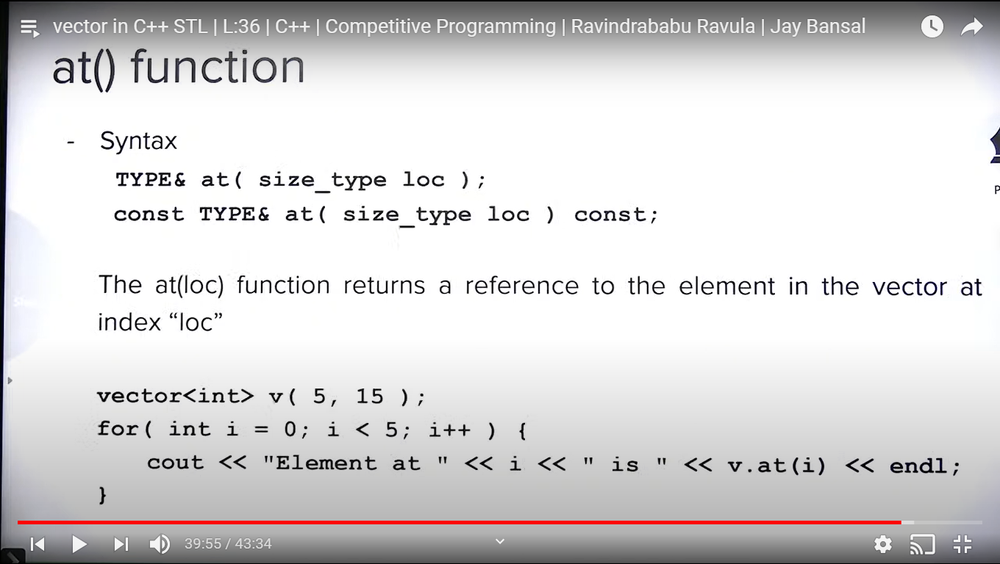 vector in C++ STL | L:36 | C++ | Competitive Programming | Ravindrababu Ravula | Jay Bansal
at() function
- Syntax
TYPE& at( size_type loc );
const TYPE& at( size_type loc ) const;
The at(loc) function returns a reference to the element in the vector at
index “loc”
vector<int> v( 5, 15 );
for( int i = 0; i < 5; i++ ) {
cout << "Element at " << i << " is " << v.at(i) << endl;
}
39:55 / 43:34